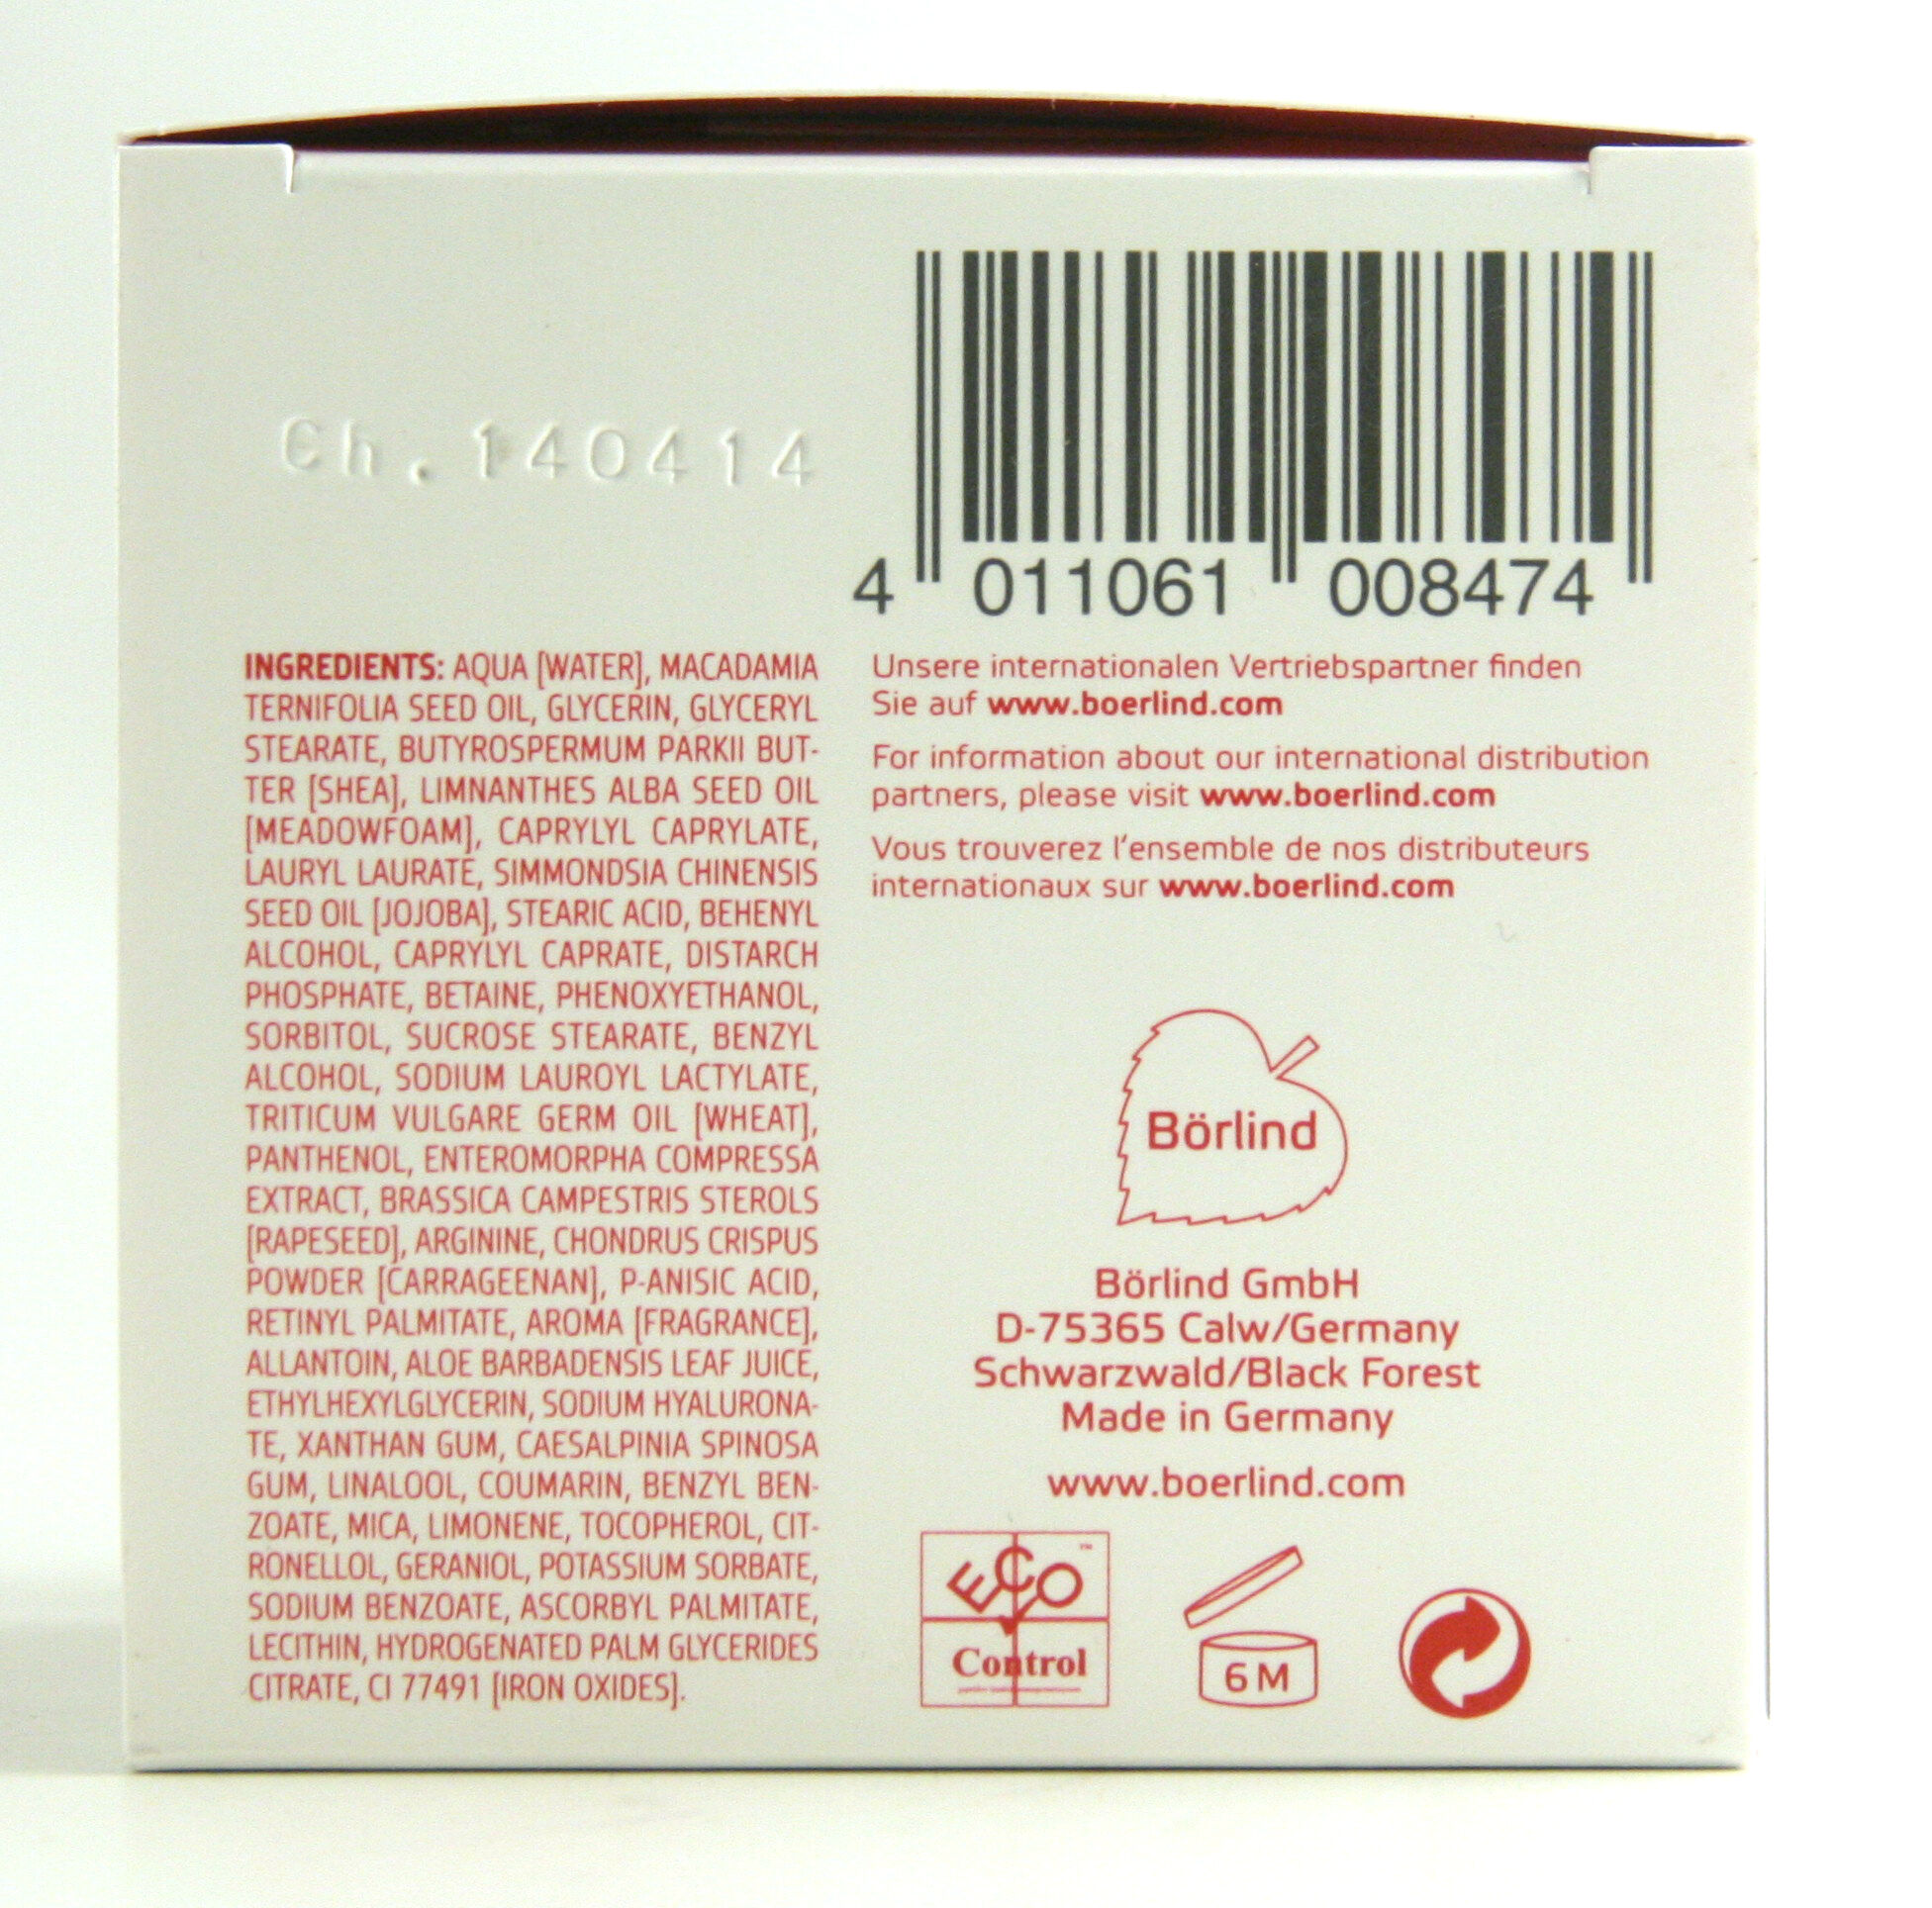 Ch. 140414
4 011061 008474
INGREDIENTS: AQUA [WATER], MACADAMIA
TERNIFOLIA SEED OIL, GLYCERIN, GLYCERYL
STEARATE, BUTYROSPERMUM PARKII BUT-
TER [SHEA], LIMNANTHES ALBA SEED OIL
[MEADOWFOAM], CAPRYLYL CAPRYLATE,
LAURYL LAURATE, SIMMONDSIA CHINENSIS
SEED OIL [JOJOBA], STEARIC ACID, BEHENYL
ALCOHOL, CAPRYLYL CAPRATE, DISTARCH
PHOSPHATE, BETAINE, PHENOXYETHANOL,
SORBITOL, SUCROSE STEARATE, BENZYL
ALCOHOL, SODIUM LAUROYL LACTYLATE,
TRITICUM VULGARE GERM OIL [WHEAT],
PANTHENOL, ENTEROMORPHA COMPRESSA
EXTRACT, BRASSICA CAMPESTRIS STEROLS
[RAPESEED], ARGININE, CHONDRUS CRISPUS
POWDER [CARRAGEENAN], P-ANISIC ACID,
RETINYL PALMITATE, AROMA [FRAGRANCE],
ALLANTOIN, ALOE BARBADENSIS LEAF JUICE,
ETHYLHEXYLGLYCERIN, SODIUM HYALURONA-
TE, XANTHAN GUM, CAESALPINIA SPINOSA
GUM, LINALOOL, COUMARIN, BENZYL BEN-
ZOATE, MICA, LIMONENE, TOCOPHEROL, CIT-
RONELLOL, GERANIOL, POTASSIUM SORBATE,
SODIUM BENZOATE, ASCORBYL PALMITATE,
LECITHIN, HYDROGENATED PALM GLYCERIDES
CITRATE, CI 77491 [IRON OXIDES].
Unsere internationalen Vertriebspartner finden
Sie auf www.boerlind.com
For information about our international distribution
partners, please visit www.boerlind.com
Vous trouverez l'ensemble de nos distributeurs
internationaux sur www.boerlind.com
Börlind
Börlind GmbH
D-75365 Calw/Germany
Schwarzwald/Black Forest
Made in Germany
www.boerlind.com
ECO ™
Control
6 M